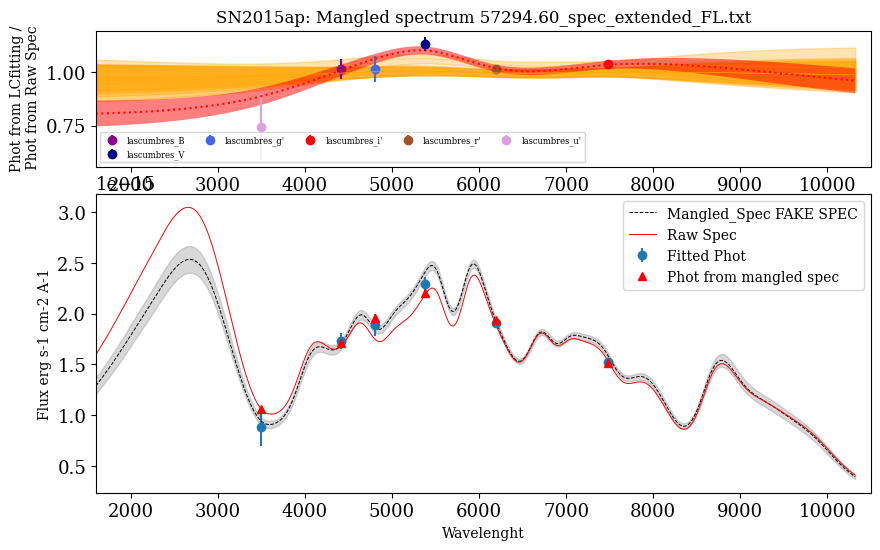 SN2015ap: Mangled spectrum 57294.60_spec_extended_FL.txt
Phot from LCfitting /
Phot from Raw Spec
1.00
0.75
lascumbres_B
lascumbres_V
lascumbres_g'
lascumbres_i'
lascumbres_r'
lascumbres_u'
2000 3000 4000 5000 6000 7000 8000 9000 10000
1e−15
Flux erg s-1 cm-2 A-1
3.0
2.5
2.0
1.5
1.0
0.5
Mangled_Spec FAKE SPEC
Raw Spec
Fitted Phot
Phot from mangled spec
2000 3000 4000 5000 6000 7000 8000 9000 10000
Wavelenght